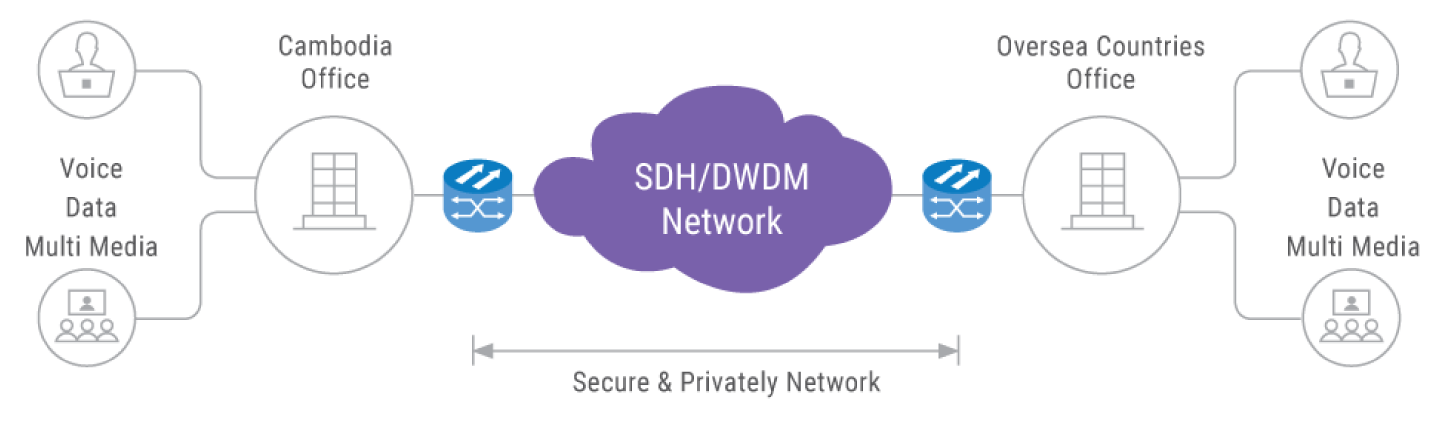 Cambodia
Office
Voice
Data
Multi Media
SDH/DWDM
Network
Oversea Countries
Office
Voice
Data
Multi Media
Secure & Privately Network